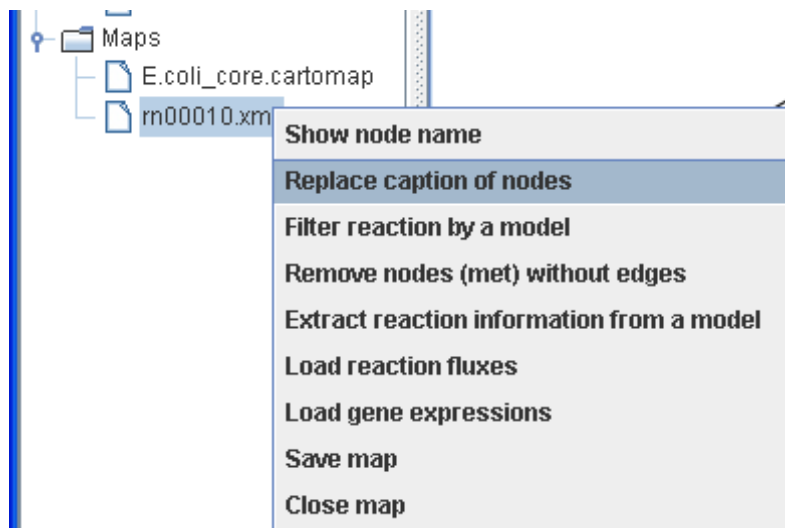 Maps
E.coli_core.cartomap
rn00010.xm
Show node name
Replace caption of nodes
Filter reaction by a model
Remove nodes (met) without edges
Extract reaction information from a model
Load reaction fluxes
Load gene expressions
Save map
Close map